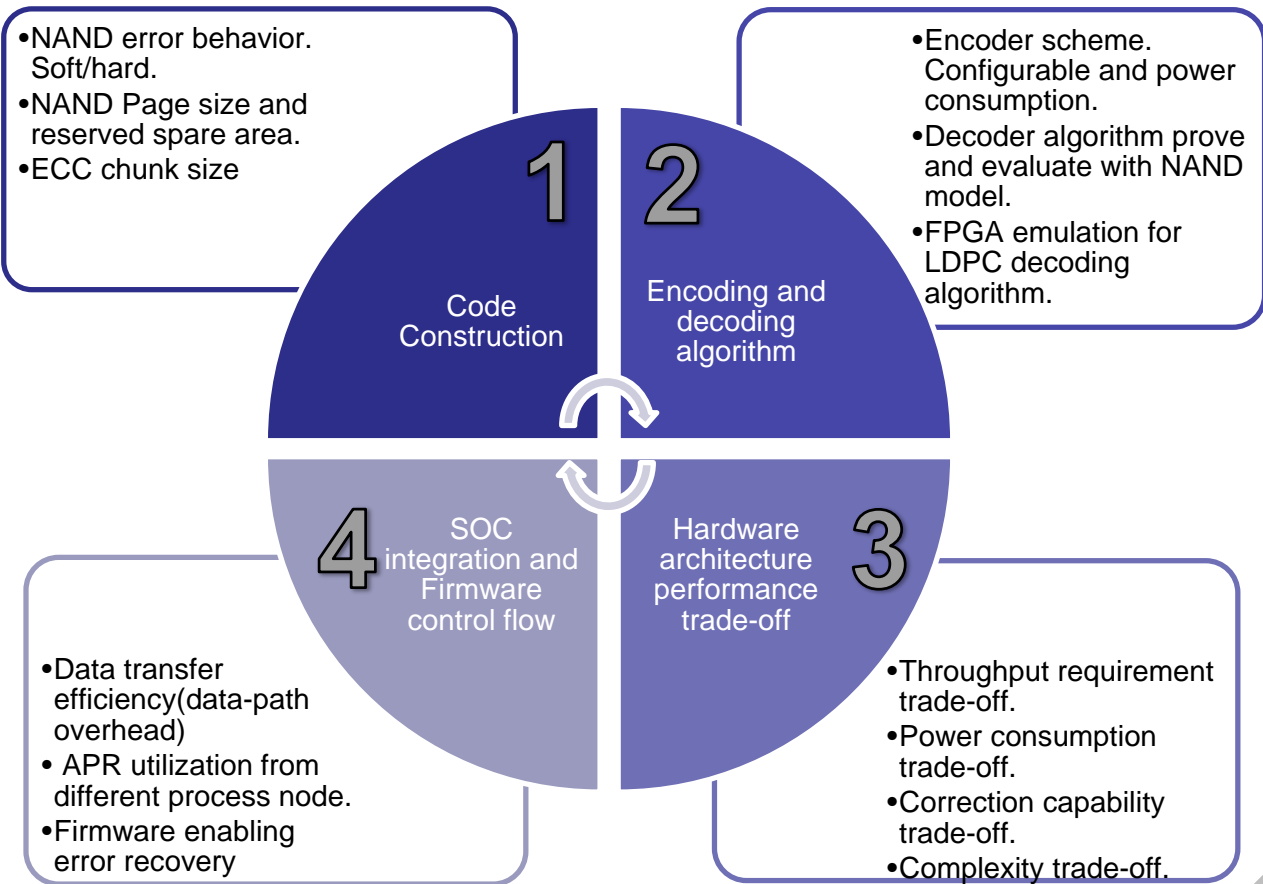 •NAND error behavior.
Soft/hard.
•NAND Page size and
reserved spare area.
•ECC chunk size
1
Code
Construction
•Encoder scheme.
Configurable and power
consumption.
•Decoder algorithm prove
and evaluate with NAND
model.
•FPGA emulation for
LDPC decoding
algorithm.
2
Encoding and
decoding
algorithm
3
Hardware
architecture
performance
trade-off
•Throughput requirement
trade-off.
•Power consumption
trade-off.
•Correction capability
trade-off.
•Complexity trade-off.
4
SOC
integration and
Firmware
control flow
•Data transfer
efficiency(data-path
overhead)
• APR utilization from
different process node.
•Firmware enabling
error recovery